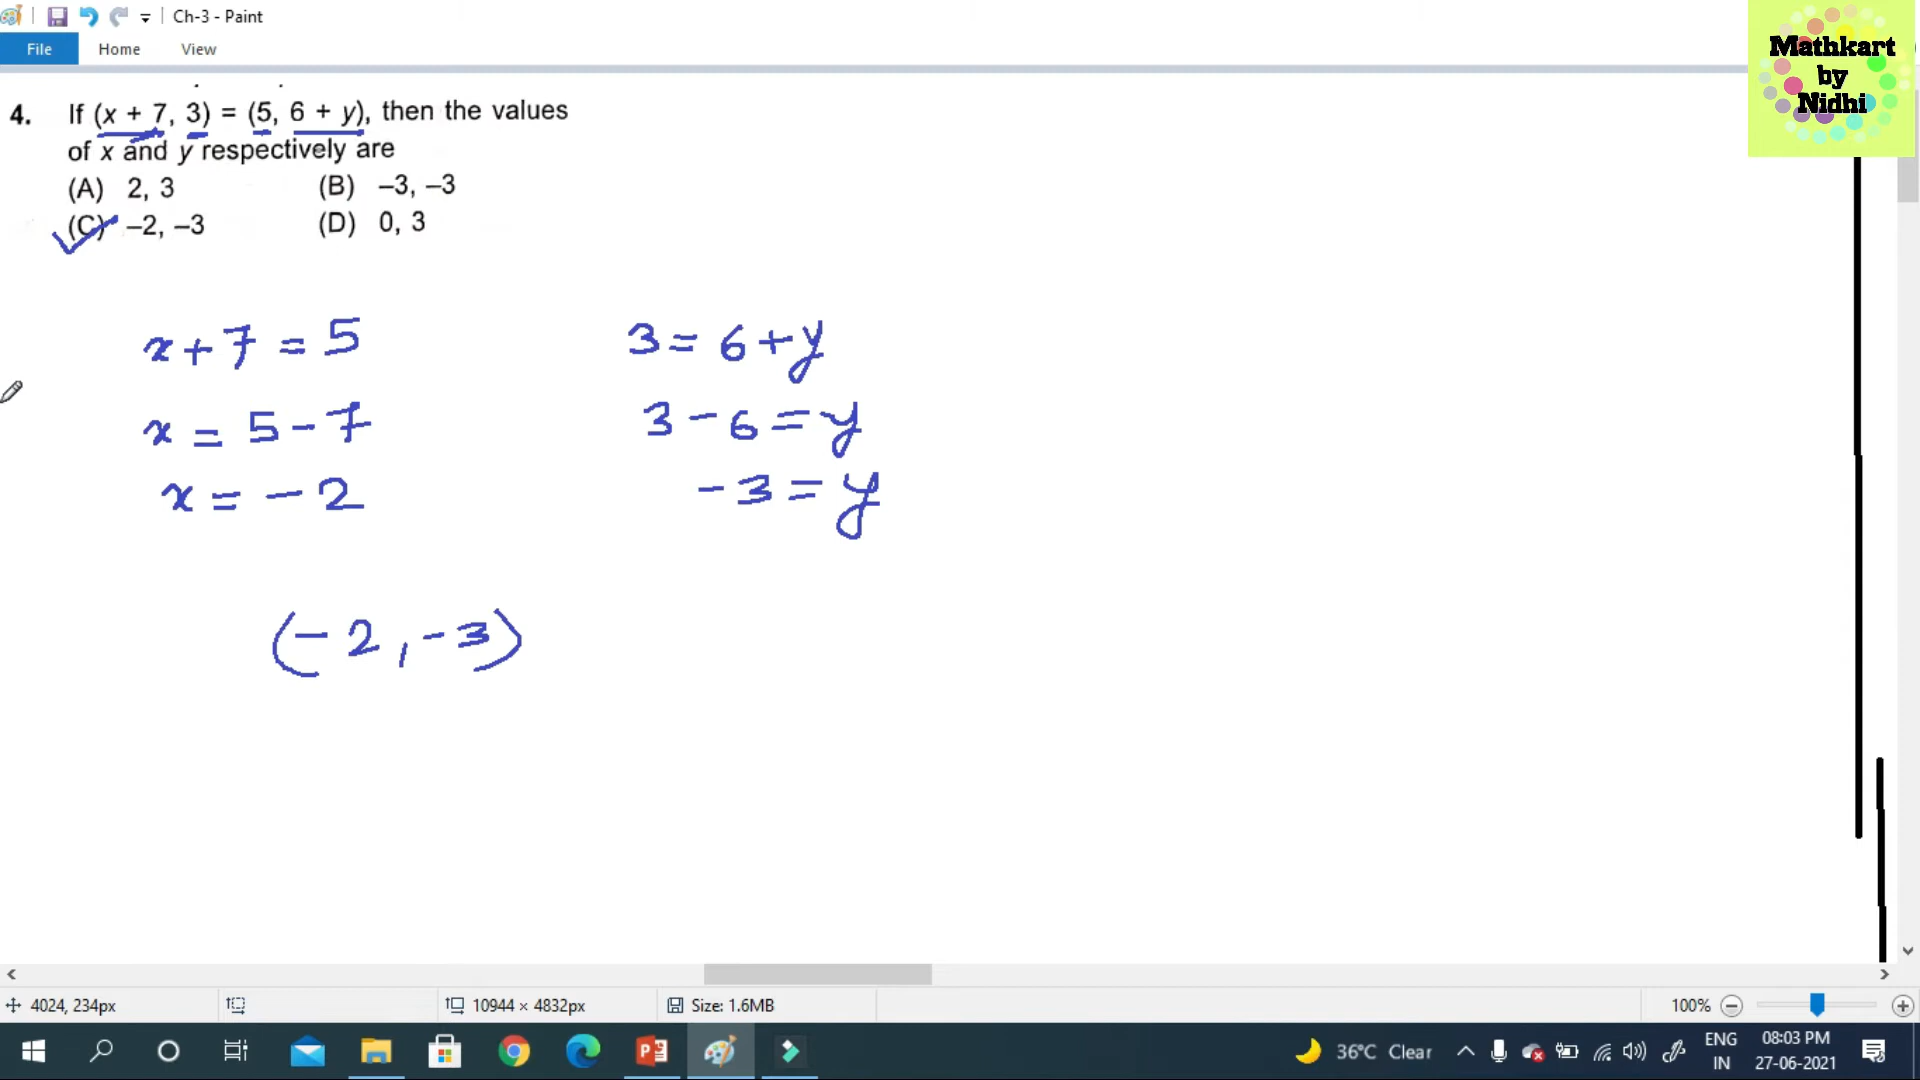 Ch-3 - Paint
File Home View
Mathkart
by
Nidhi
4. If (x + 7, 3) = (5, 6 + y), then the values
of x and y respectively are
(A) 2, 3 (B) –3, –3
(C) –2, –3 (D) 0, 3
x + 7 = 5
3 = 6 + y
x = 5 - 7
3 - 6 = y
x = - 2
- 3 = y
(- 2, - 3)
4024, 234px 10944 × 4832px Size: 1.6MB 100%
36°C Clear ENG 08:03 PM
IN 27-06-2021